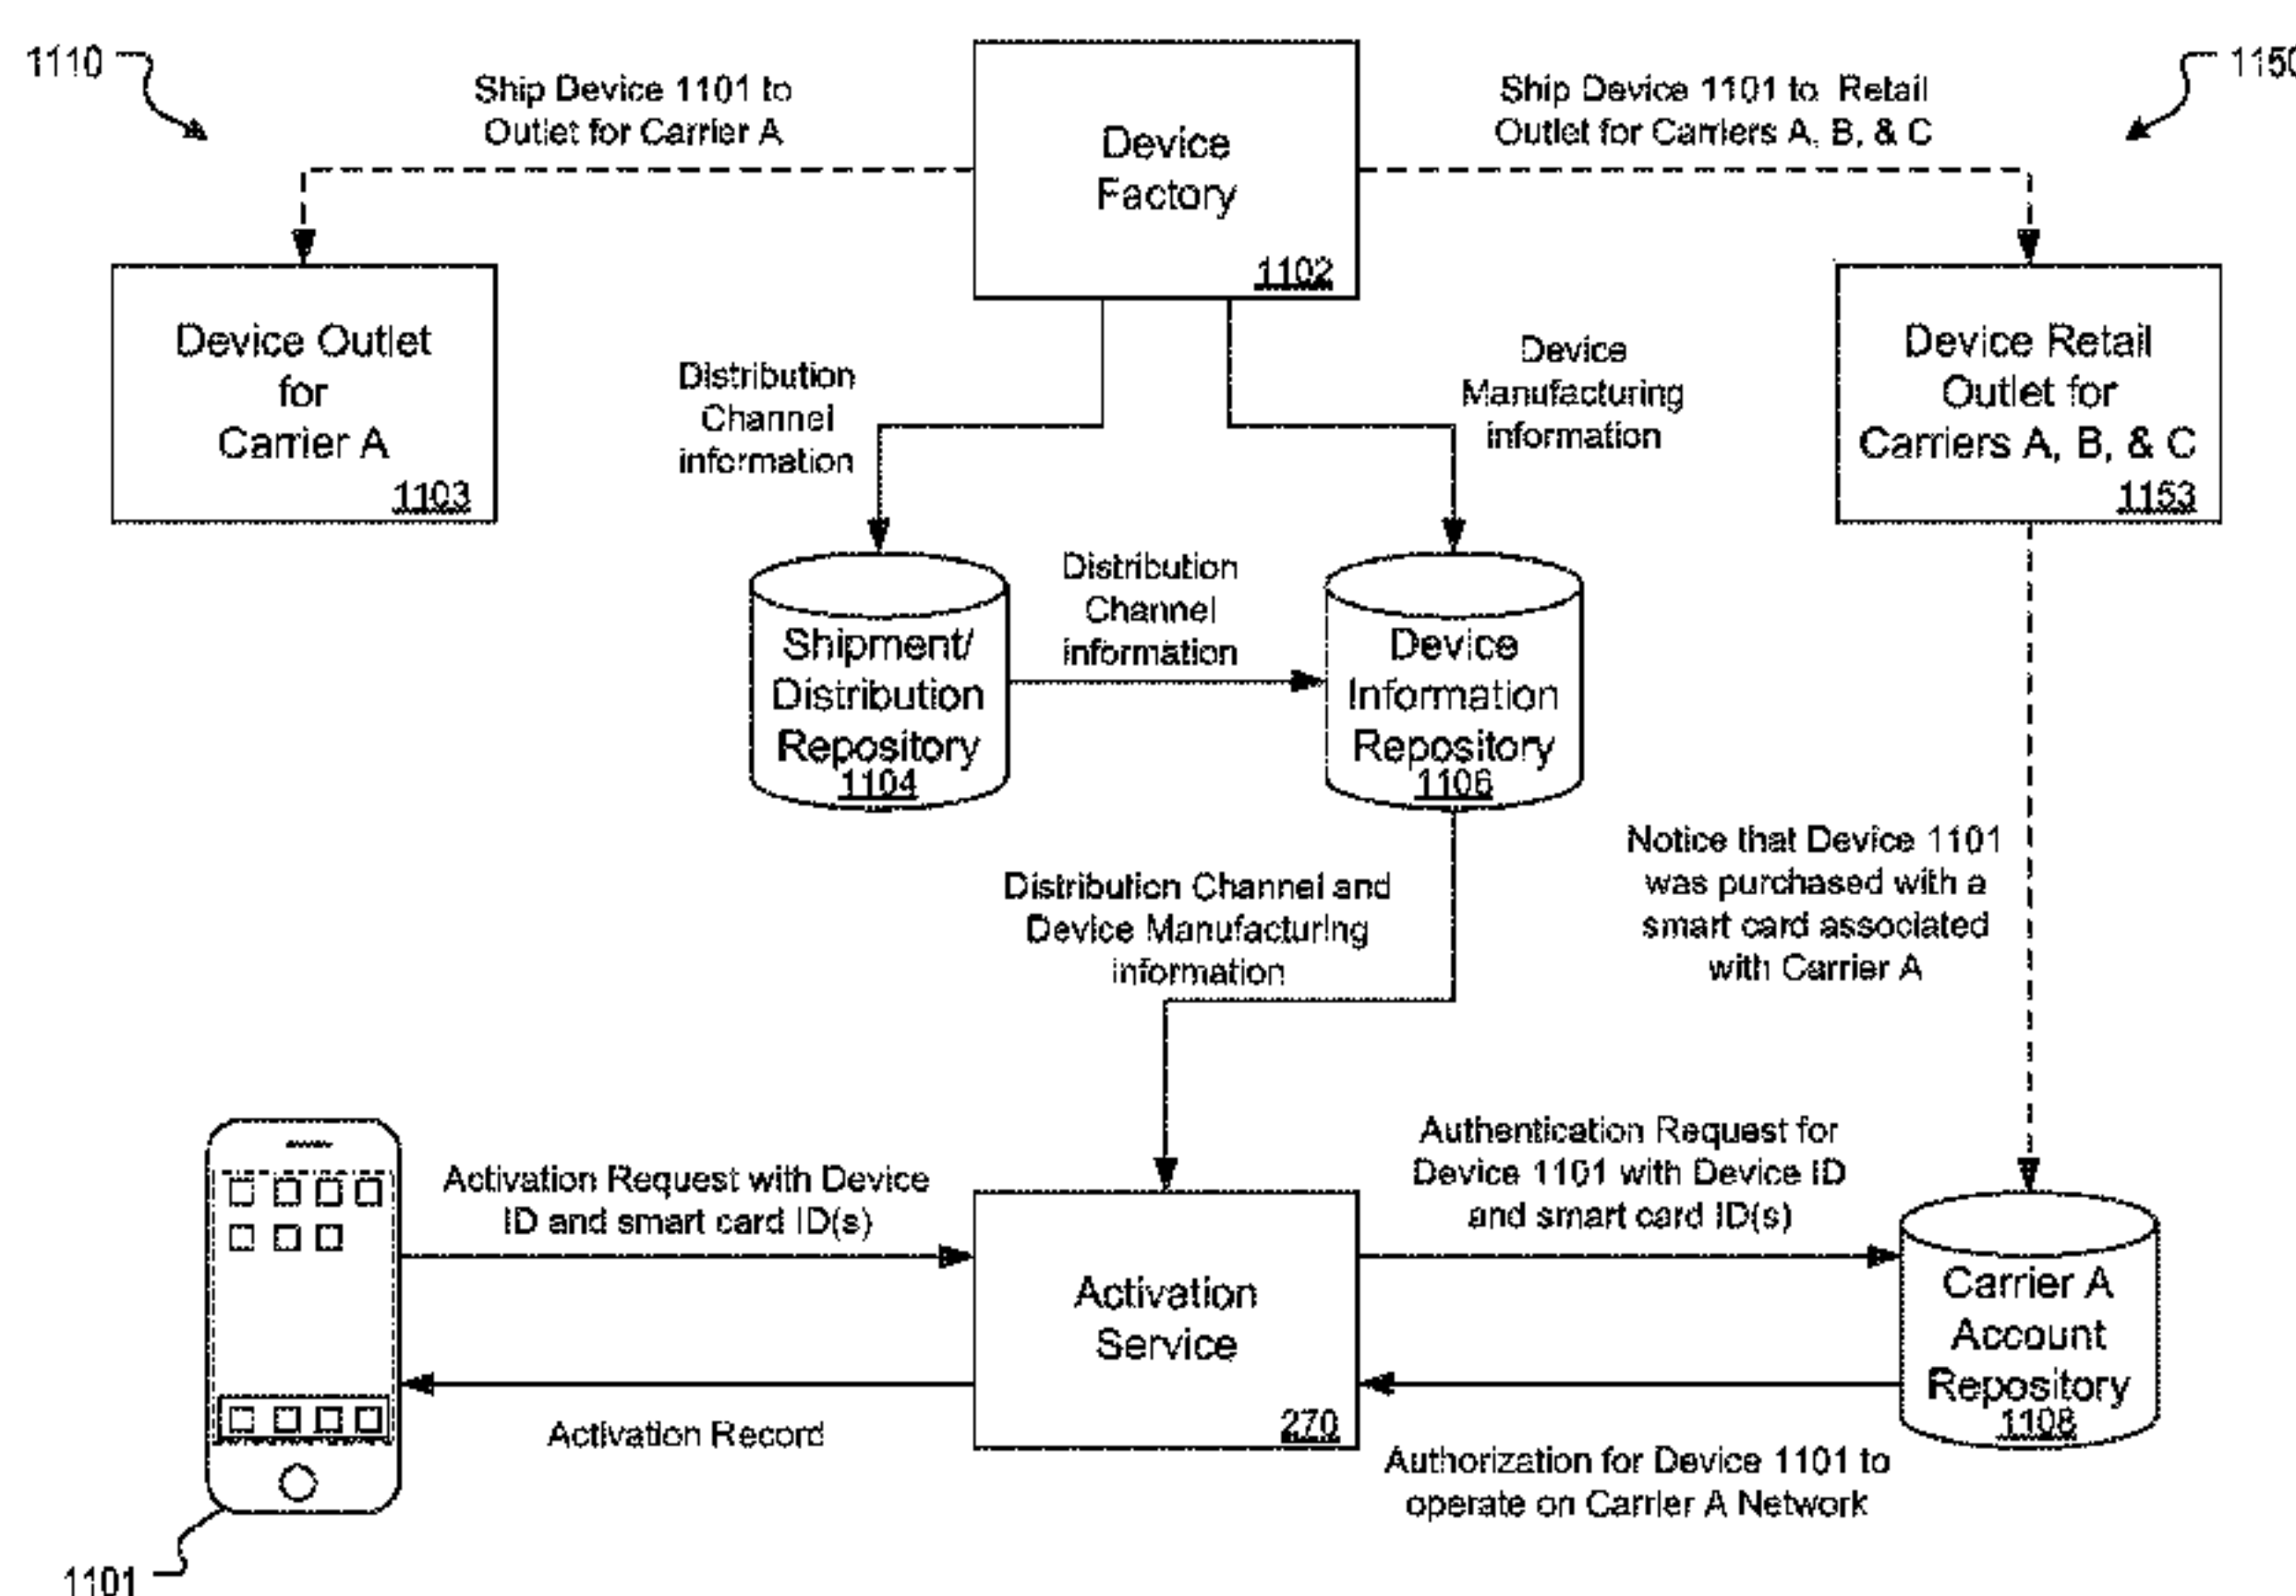 1110
Ship Device 1101 to
Outlet for Carrier A
Device
Factory
1102
Ship Device 1101 to Retail
Outlet for Carriers A, B, & C
1150
Device Outlet
for
Carrier A
1103
Distribution
Channel
information
Device
Manufacturing
information
Device Retail
Outlet for
Carriers A, B, & C
1153
Shipment/
Distribution
Repository
1104
Distribution
Channel
information
Device
Information
Repository
1106
Distribution Channel and
Device Manufacturing
information
Notice that Device 1101
was purchased with a
smart card associated
with Carrier A
Activation Request with Device
ID and smart card ID(s)
Activation
Service
270
Authentication Request for
Device 1101 with Device ID
and smart card ID(s)
Carrier A
Account
Repository
1108
Activation Record
Authorization for Device 1101 to
operate on Carrier A Network
1101